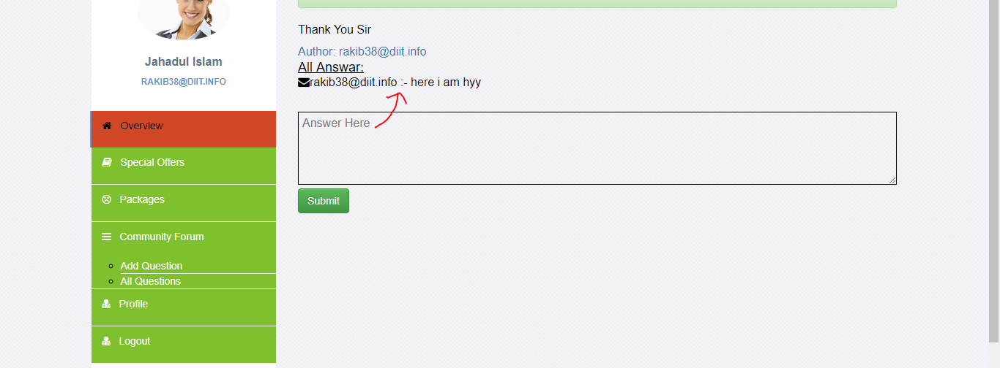 Jahadul Islam
RAKIB38@DIIT.INFO
Overview
Special Offers
Packages
Community Forum
Add Question
All Questions
Profile
Logout
Thank You Sir
Author: rakib38@diit.info
All Answar:
rakib38@diit.info :- here i am hyy
Answer Here
Submit